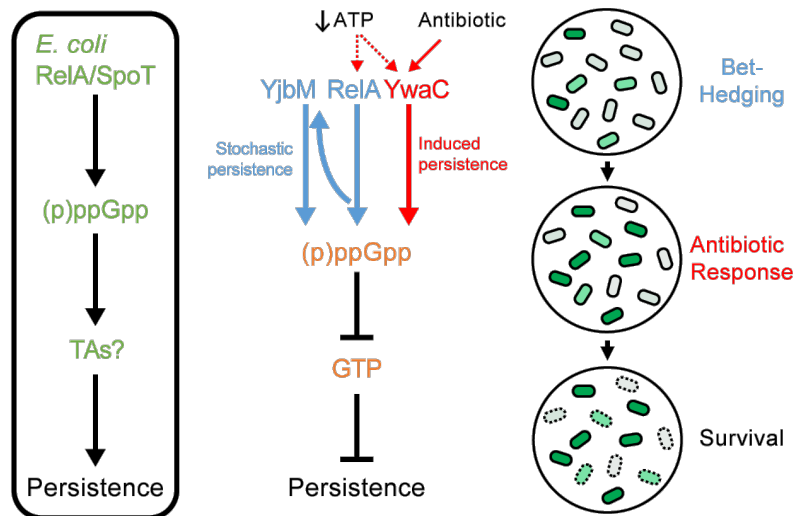 E. coli
RelA/SpoT
(p)ppGpp
TAs?
Persistence
↓ATP
Antibiotic
YjbM RelA YwaC
Stochastic
persistence
Induced
persistence
(p)ppGpp
GTP
Persistence
Bet-
Hedging
Antibiotic
Response
Survival